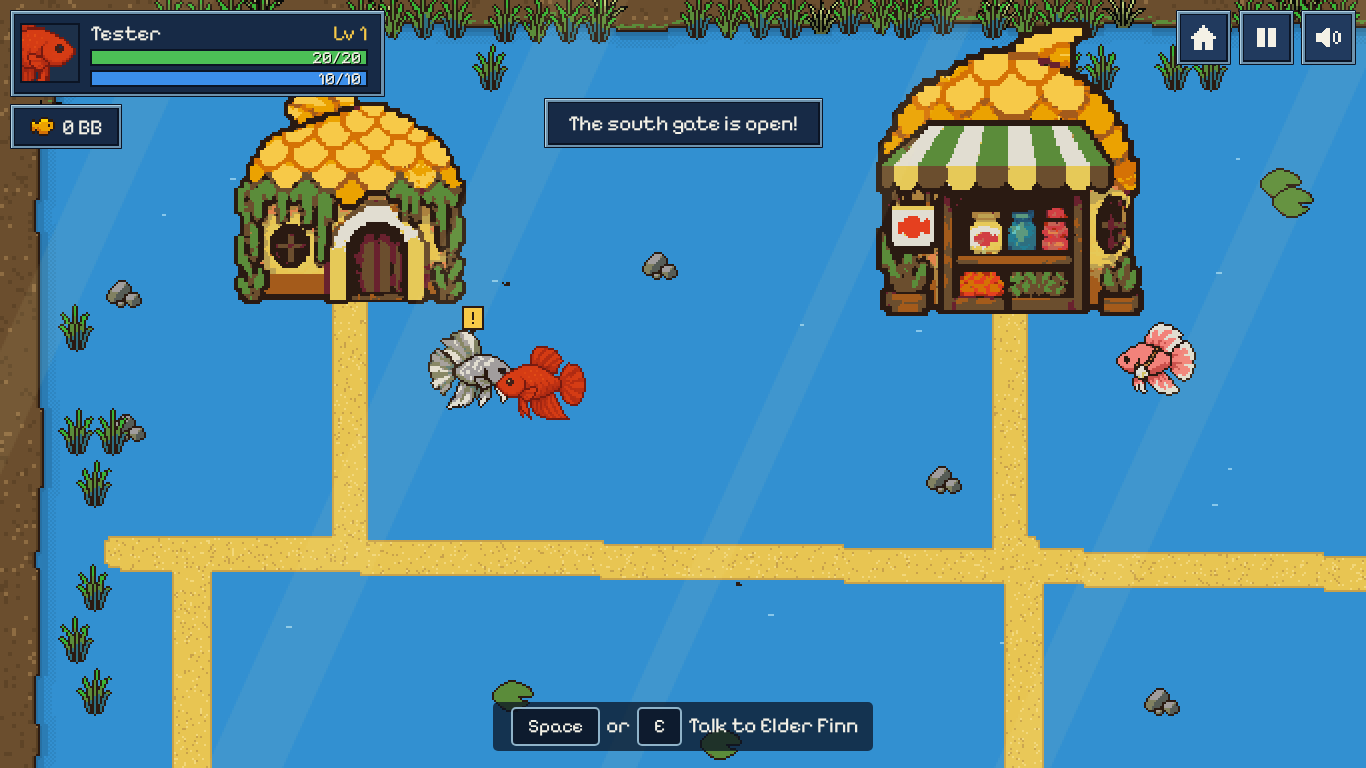 Tester Lv 1
20/20
10/10
0 BB
The south gate is open!
!
Space or E Talk to Elder Finn